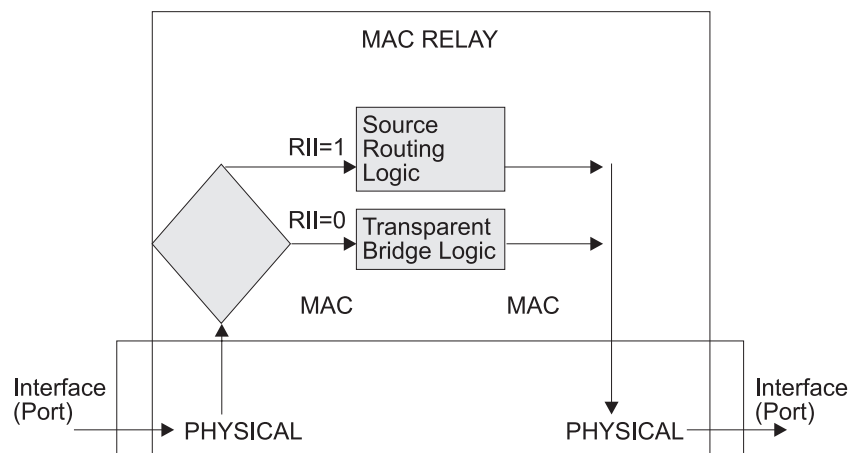 MAC RELAY
RII=1
Source
Routing
Logic
RII=0
Transparent
Bridge Logic
MAC
MAC
Interface
(Port)
PHYSICAL
PHYSICAL
Interface
(Port)